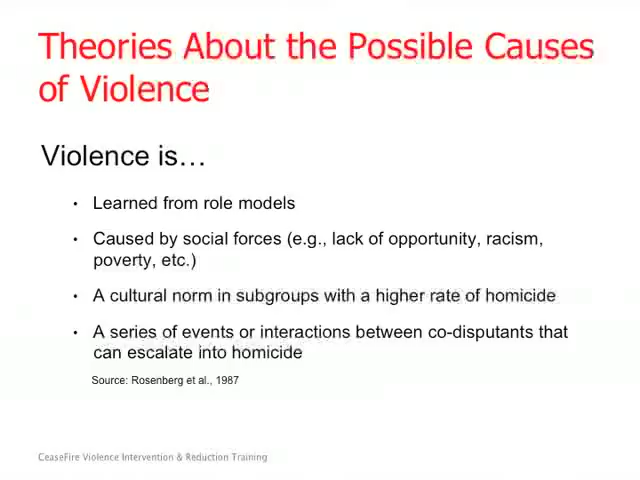 Theories About the Possible Causes
of Violence
Violence is…
• Learned from role models
• Caused by social forces (e.g., lack of opportunity, racism,
poverty, etc.)
• A cultural norm in subgroups with a higher rate of homicide
• A series of events or interactions between co-disputants that
can escalate into homicide
Source: Rosenberg et al., 1987
CeaseFire Violence Intervention & Reduction Training